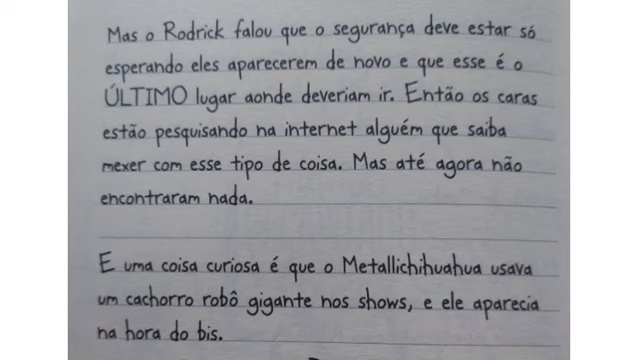 Mas o Rodrick falou que o segurança deve estar só
esperando eles aparecerem de novo e que esse é o
ÚLTIMO lugar aonde deveriam ir. Então os caras
estão pesquisando na internet alguém que saiba
mexer com esse tipo de coisa. Mas até agora não
encontraram nada.
E uma coisa curiosa é que o Metallichihuahua usava
um cachorro robô gigante nos shows, e ele aparecia
na hora do bis.